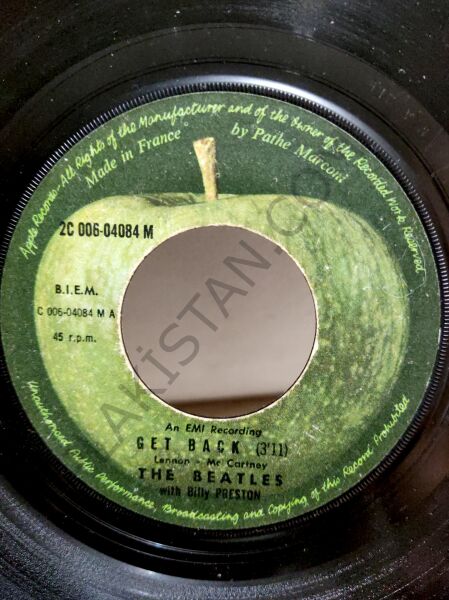 Apple Records-All Rights of the Manufacturer and of the Owner of the Recorded Work Reserved
Made in France by Pathe Marconi
2C 006-04084 M
B.I.E.M.
C 006-04084 M A
45 r.p.m.
An EMI Recording
GET BACK (3'11)
Lennon - Mc Cartney
THE BEATLES
with Billy PRESTON
Unauthorized Public Performance, Broadcasting and Copying of this Record Prohibited
AKİSTAN.CO